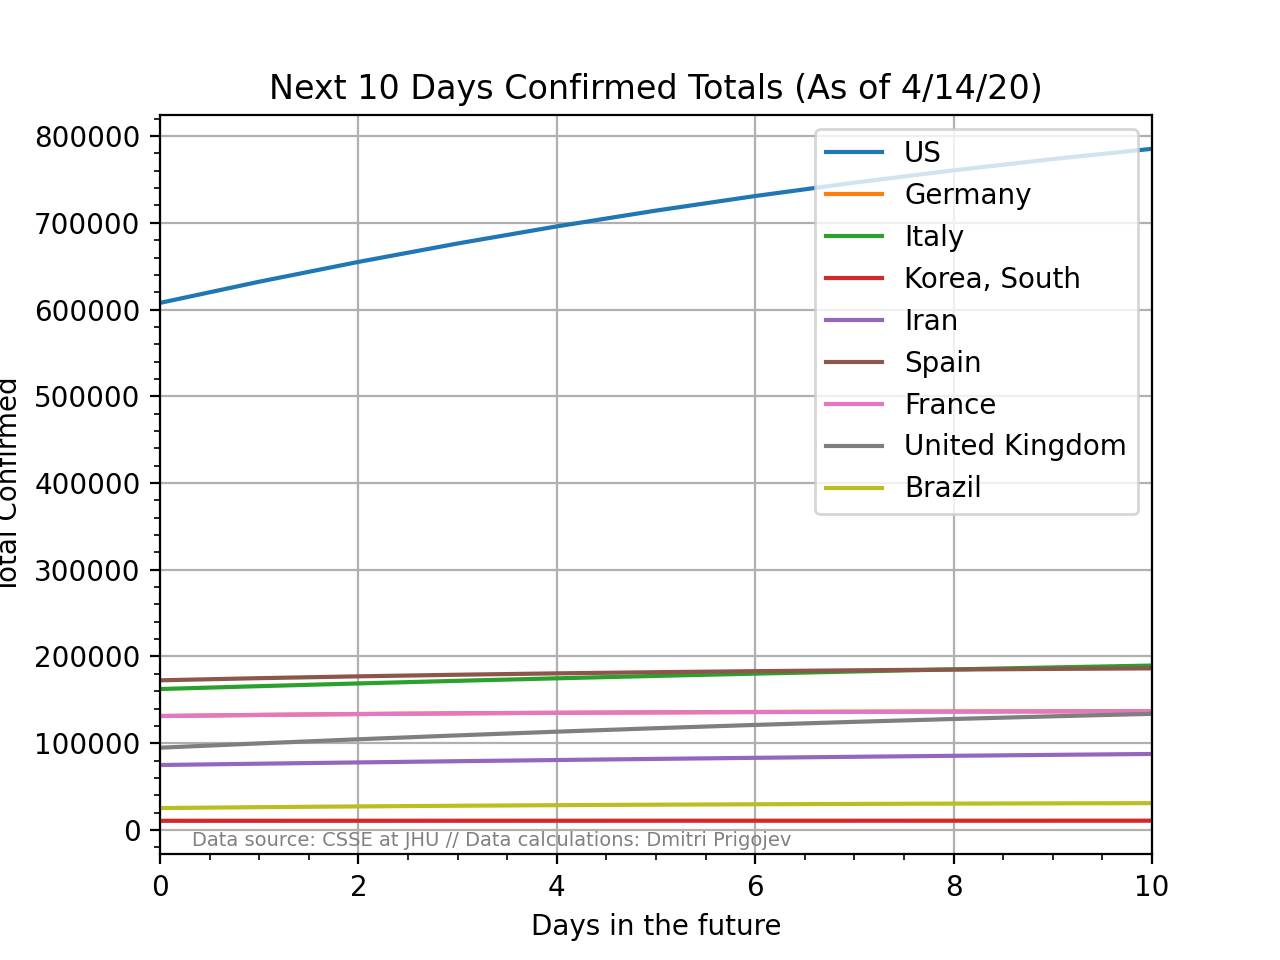 Next 10 Days Confirmed Totals (As of 4/14/20)
800000
700000
600000
500000
400000
300000
200000
100000
0
Total Confirmed
US
Germany
Italy
Korea, South
Iran
Spain
France
United Kingdom
Brazil
Data source: CSSE at JHU // Data calculations: Dmitri Prigojev
0 2 4 6 8 10
Days in the future